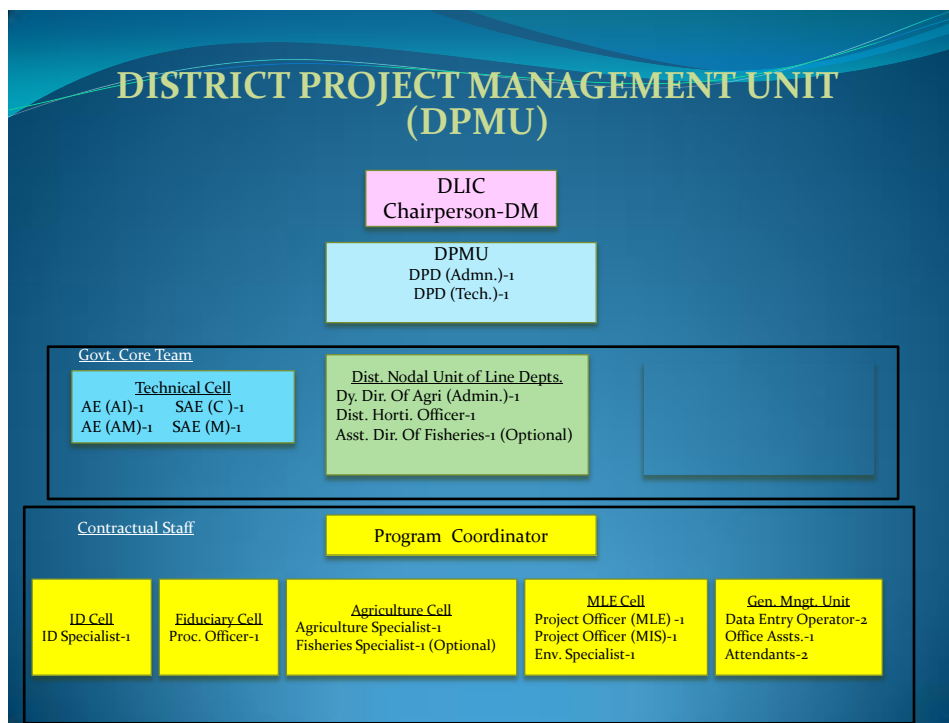 DISTRICT PROJECT MANAGEMENT UNIT
(DPMU)
DLIC
Chairperson-DM
DPMU
DPD (Admn.)-1
DPD (Tech.)-1
Govt. Core Team
Technical Cell
AE (AI)-1 SAE (C )-1
AE (AM)-1 SAE (M)-1
Dist. Nodal Unit of Line Depts.
Dy. Dir. Of Agri (Admin.)-1
Dist. Horti. Officer-1
Asst. Dir. Of Fisheries-1 (Optional)
Contractual Staff
Program Coordinator
ID Cell
ID Specialist-1
Fiduciary Cell
Proc. Officer-1
Agriculture Cell
Agriculture Specialist-1
Fisheries Specialist-1 (Optional)
MLE Cell
Project Officer (MLE) -1
Project Officer (MIS)-1
Env. Specialist-1
Gen. Mngt. Unit
Data Entry Operator-2
Office Assts.-1
Attendants-2